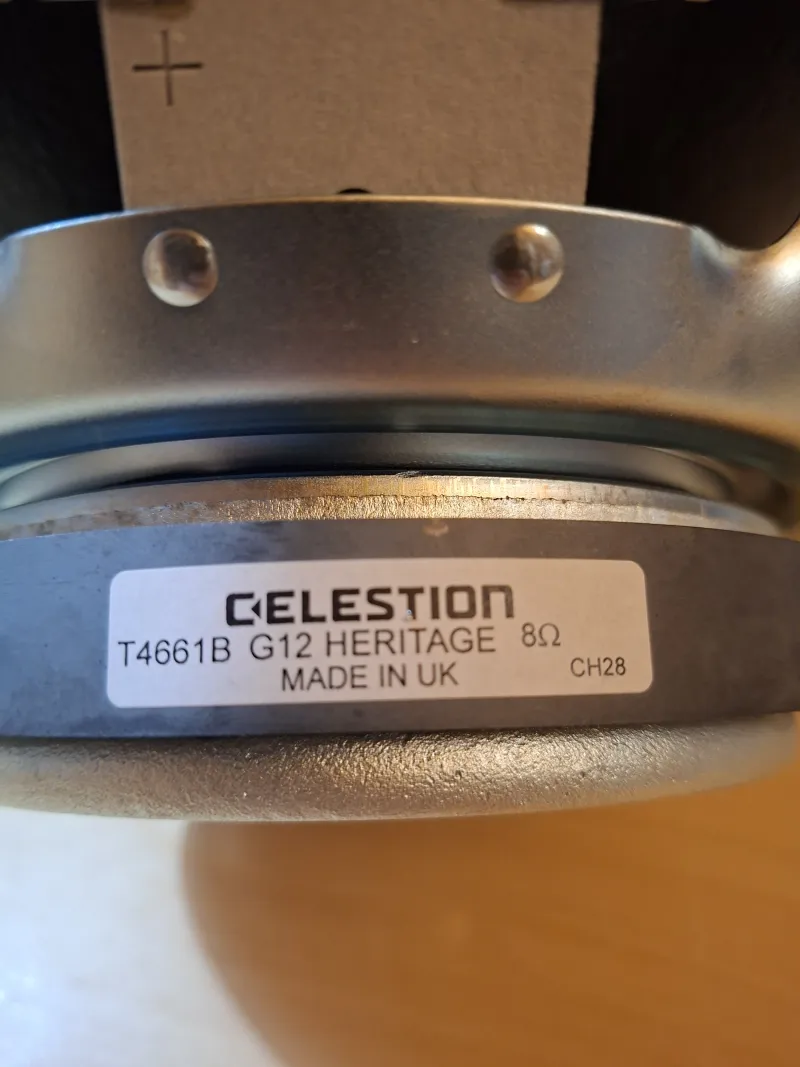 CELESTION
T4661B G12 HERITAGE 8Ω
MADE IN UK CH28